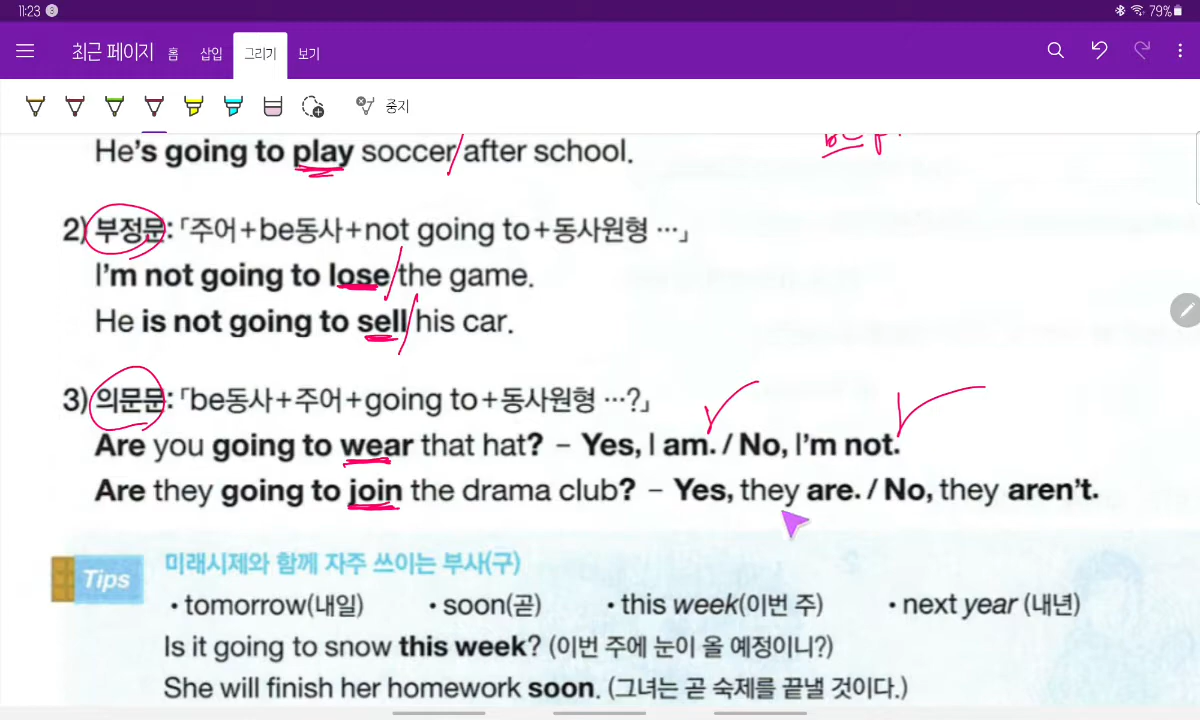 11:23
79%
최근 페이지 홈 삽입 그리기 보기
중지
He's going to play soccer after school.
2) 부정문: 「주어+be동사+not going to+동사원형 …」
I'm not going to lose the game.
He is not going to sell his car.
3) 의문문: 「be동사+주어+going to+동사원형 …?」
Are you going to wear that hat? – Yes, I am. / No, I'm not.
Are they going to join the drama club? – Yes, they are. / No, they aren't.
Tips 미래시제와 함께 자주 쓰이는 부사(구)
• tomorrow(내일) • soon(곧) • this week(이번 주) • next year (내년)
Is it going to snow this week? (이번 주에 눈이 올 예정이니?)
She will finish her homework soon. (그녀는 곧 숙제를 끝낼 것이다.)